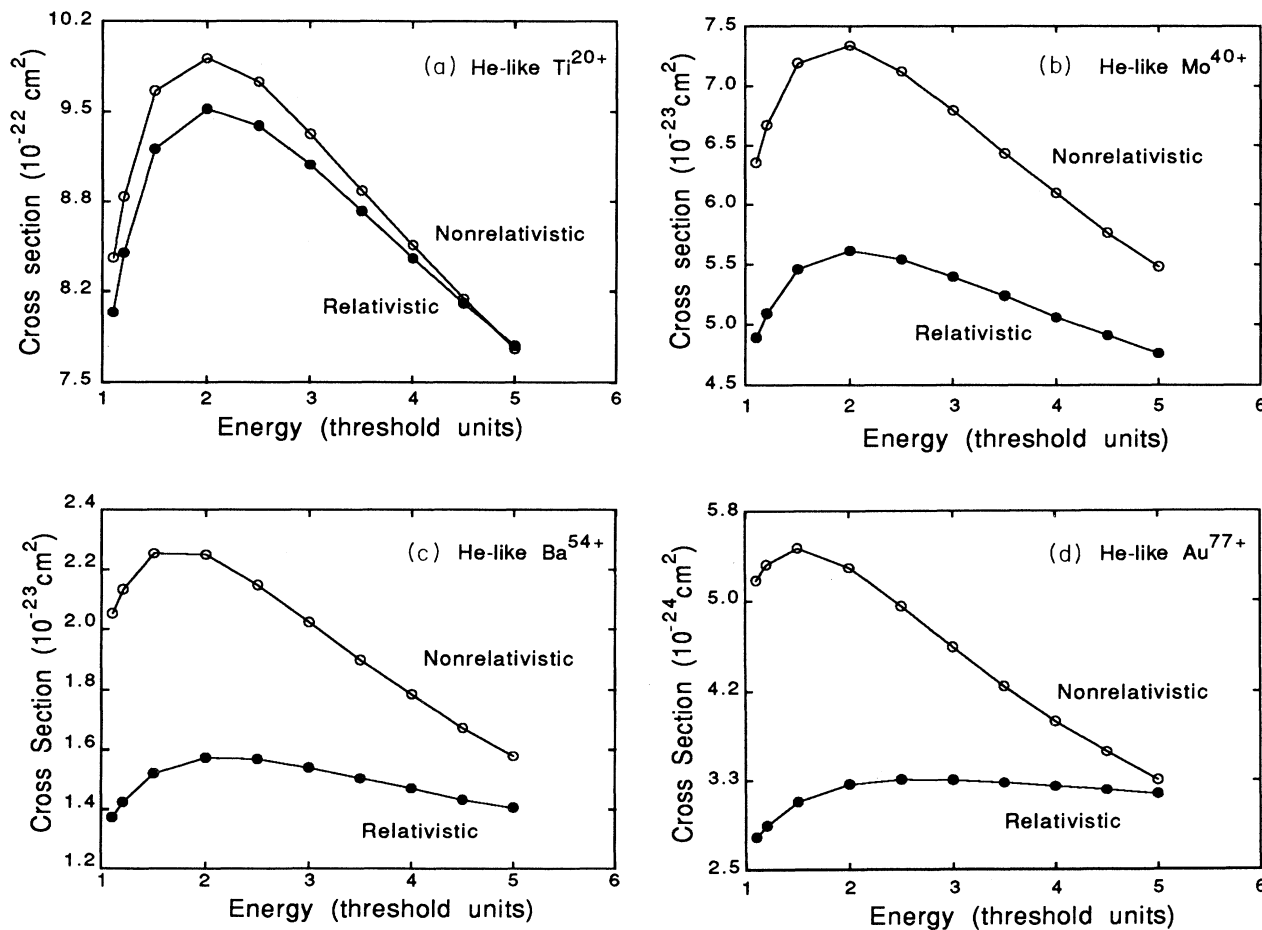 10.2
9.5
8.8
8.2
7.5
Cross section (10⁻²² cm²)
(a) He-like Ti²⁰⁺
Nonrelativistic
Relativistic
1 2 3 4 5 6
Energy (threshold units)
7.5
7.0
6.5
6.0
5.5
5.0
4.5
Cross section (10⁻²³cm²)
(b) He-like Mo⁴⁰⁺
Nonrelativistic
Relativistic
1 2 3 4 5 6
Energy (threshold units)
2.4
2.2
2.0
1.8
1.6
1.4
1.2
Cross Section (10⁻²³cm²)
(c) He-like Ba⁵⁴⁺
Nonrelativistic
Relativistic
1 2 3 4 5 6
Energy (threshold units)
5.8
5.0
4.2
3.3
2.5
Cross Section (10⁻²⁴cm²)
(d) He-like Au⁷⁷⁺
Nonrelativistic
Relativistic
1 2 3 4 5 6
Energy (threshold units)